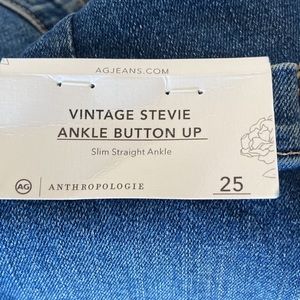 AGJEANS.COM
VINTAGE STEVIE
ANKLE BUTTON UP
Slim Straight Ankle
AG | ANTHROPOLOGIE 25